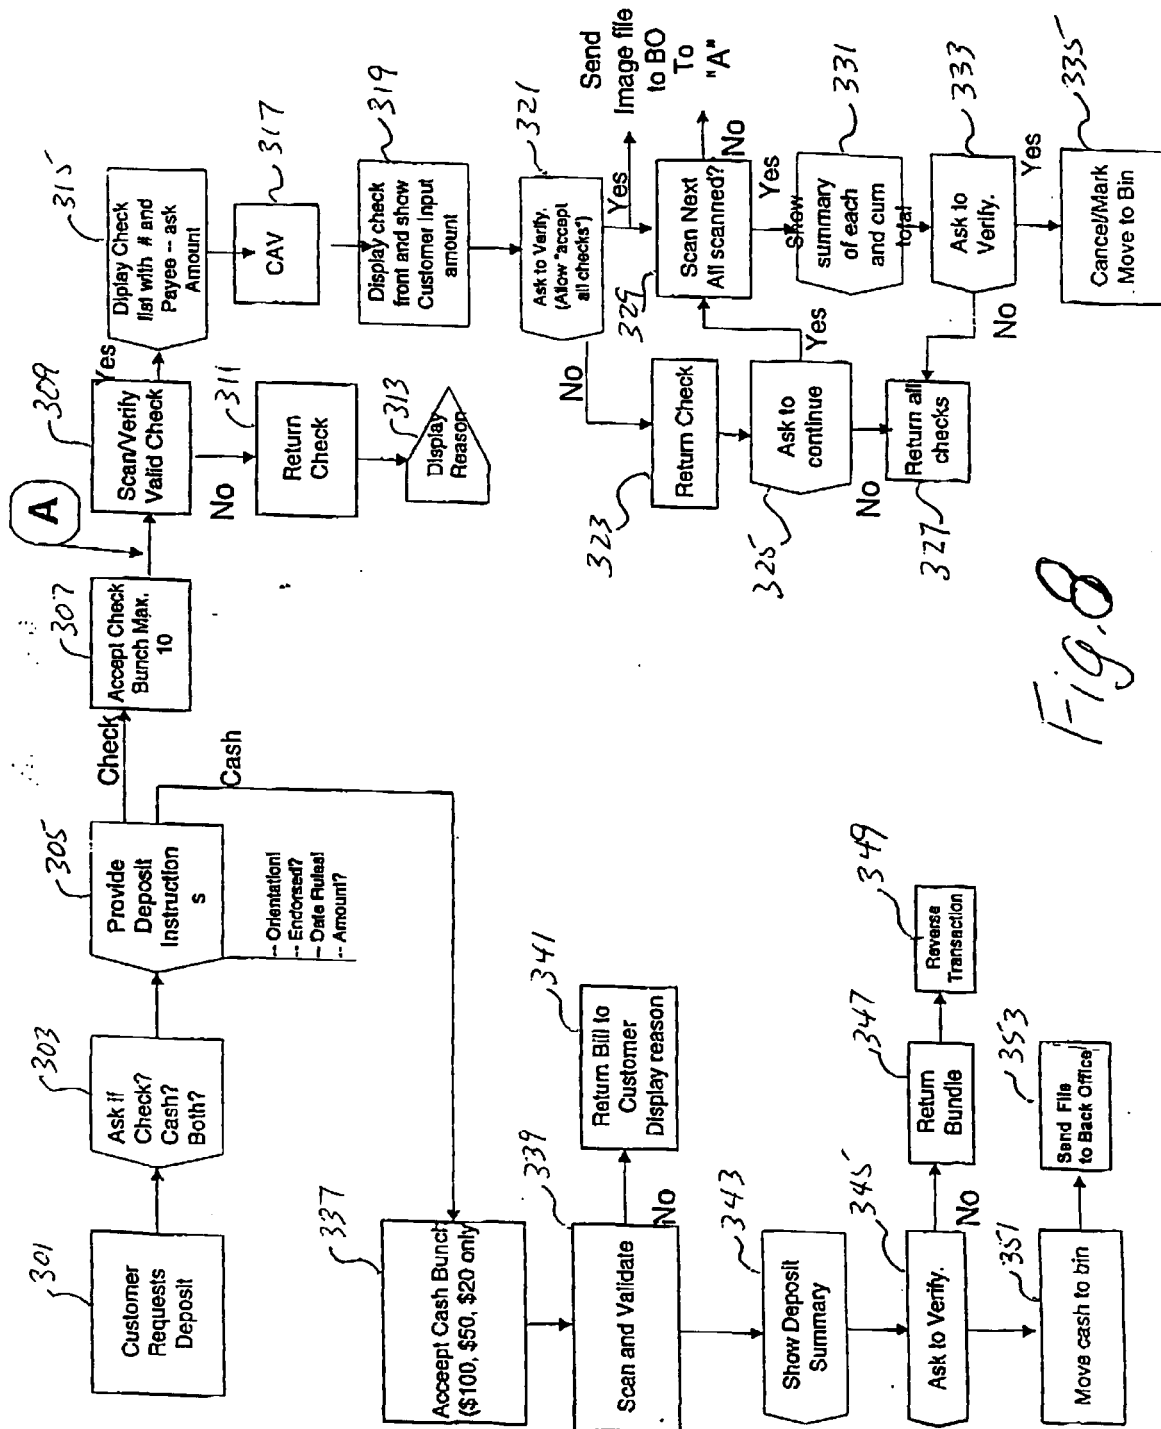 301
Customer
Requests
Deposit
303
Ask if
Check?
Cash?
Both?
305
Provide
Deposit
Instruction
s
-- Orientation!
-- Endorsed?
-- Date Rules!
-- Amount?
Check
Cash
307
Accept Check
Bunch Max.
10
A
309
Scan/Verify
Valid Check
Yes
No
311
Return
Check
313
Display
Reason
315
Diplay Check
list with # and
Payee -- ask
Amount
317
CAV
319
Display check
front and show
Customer Input
amount
321
Ask to Verify.
(Allow "accept
all checks")
Yes
No
Send
Image file
to BO
To
"A"
323
Return Check
325
Ask to
continue
Yes
No
327
Return all
checks
329
Scan Next
All scanned?
No
Yes
331
Show
summary
of each
and cum
total
333
Ask to
Verify.
No
Yes
335
Cancel/Mark
Move to Bin
337
Acceept Cash Bunch
($100, $50, $20 only)
339
Scan and Validate
No
341
Return Bill to
Customer
Display reason
343
Show Deposit
Summary
345
Ask to Verify.
No
347
Return
Bundle
349
Reverse
Transaction
351
Move cash to bin
353
Send File
to Back Office
Fig. 8